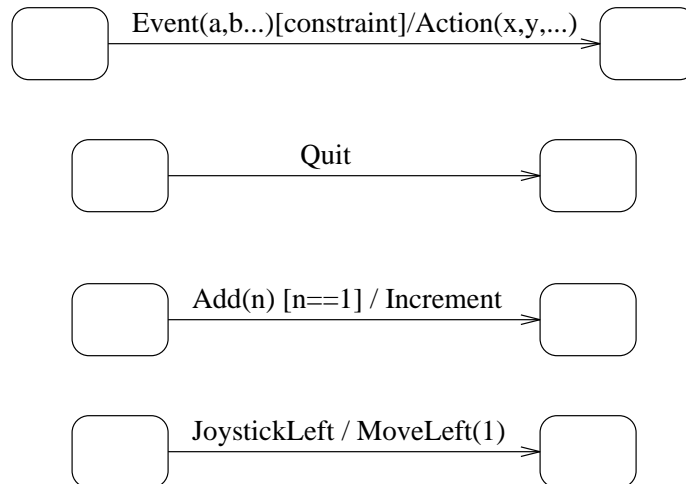 Event(a,b...)[constraint]/Action(x,y,...)
Quit
Add(n) [n==1] / Increment
JoystickLeft / MoveLeft(1)